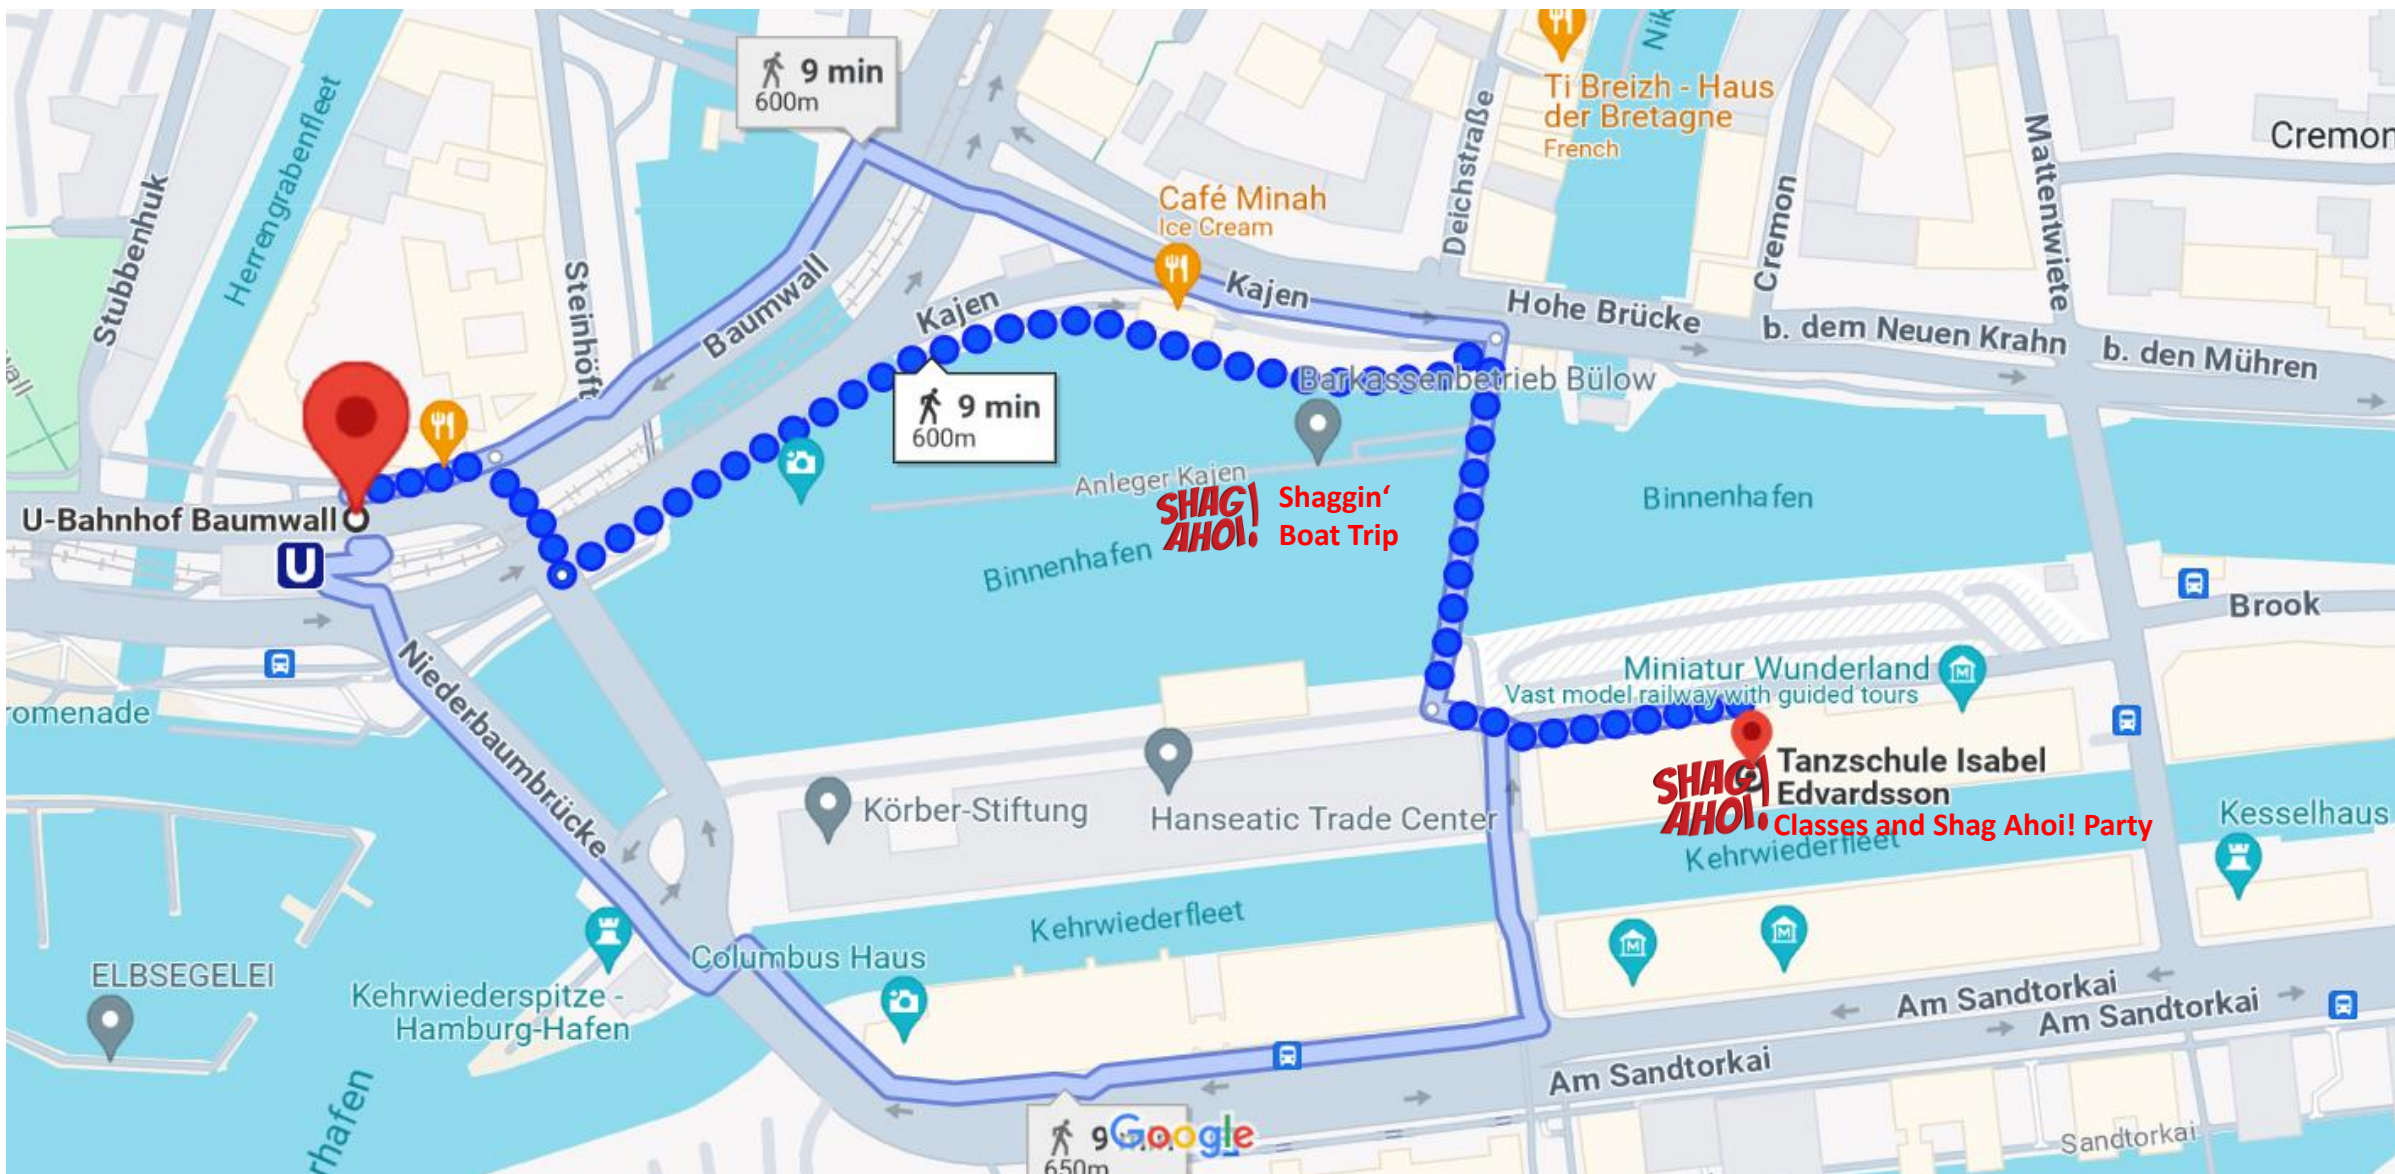 9 min
600m
Ti Breizh - Haus
der Bretagne
French
Nik
Cremon
Herrengrabenfleet
Stubbenhuk
Steinhöft
Deichstraße
Mattentwiete
Cremon
Café Minah
Ice Cream
Baumwall
Kajen
Kajen
Hohe Brücke
b. dem Neuen Krahn
b. den Mühren
wall
9 min
600m
Barkassenbetrieb Bülow
Anleger Kajen
SHAG
AHOI!
Shaggin‘
Boat Trip
Binnenhafen
Binnenhafen
U-Bahnhof Baumwall
U
Brook
Niederbaumbrücke
romenade
Miniatur Wunderland
Vast model railway with guided tours
Tanzschule Isabel
Edvardsson
SHAG
AHOI!
Classes and Shag Ahoi! Party
Körber-Stiftung
Hanseatic Trade Center
Kesselhaus
Kehrwiederfleet
Kehrwiederfleet
Columbus Haus
ELBSEGELEI
Kehrwiederspitze -
Hamburg-Hafen
M
M
M
Am Sandtorkai
Am Sandtorkai
Am Sandtorkai
rhafen
9
Google
650m
Sandtorkai